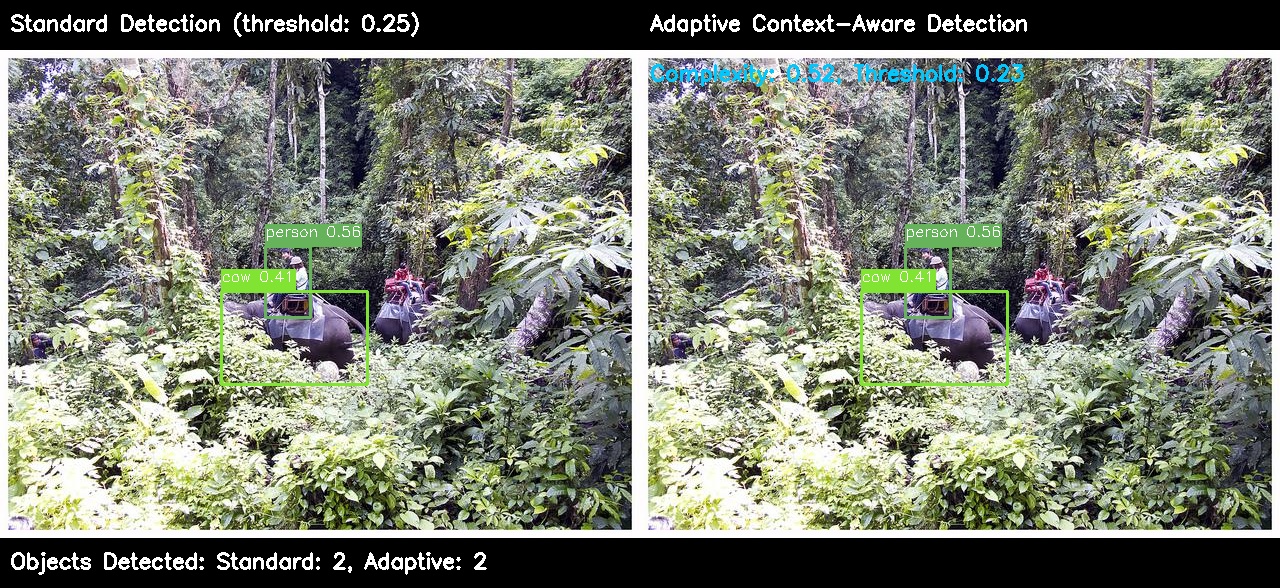 Standard Detection (threshold: 0.25)
Adaptive Context-Aware Detection
Complexity: 0.52, Threshold: 0.23
person 0.56
cow 0.41
person 0.56
cow 0.41
Objects Detected: Standard: 2, Adaptive: 2